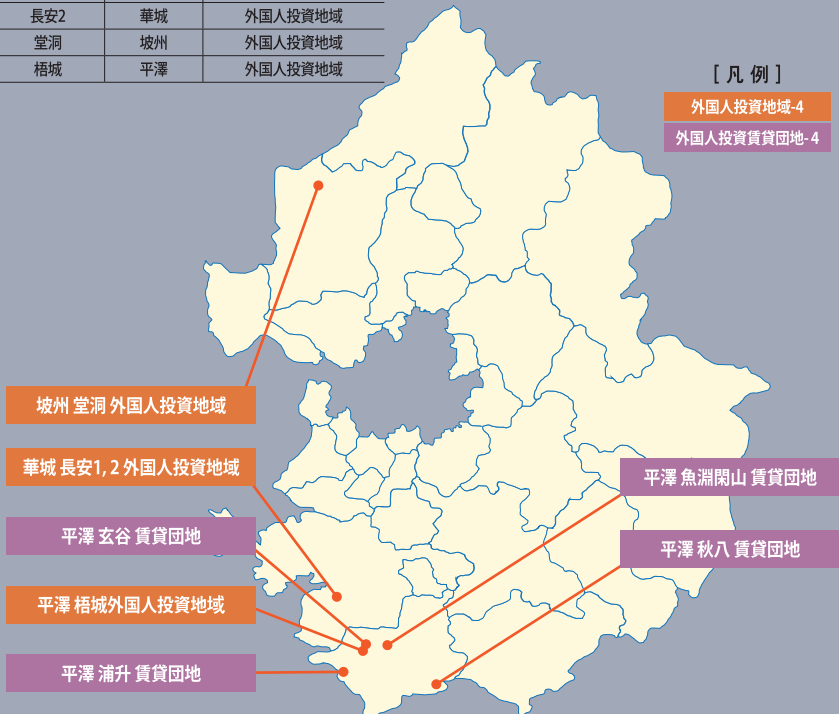 長安2 華城 外国人投資地域
堂洞 坡州 外国人投資地域
梧城 平澤 外国人投資地域
[ 凡 例 ]
外国人投資地域-4
外国人投資賃貸団地- 4
坡州 堂洞 外国人投資地域
華城 長安1, 2 外国人投資地域
平澤 玄谷 賃貸団地
平澤 梧城外国人投資地域
平澤 浦升 賃貸団地
平澤 魚淵閑山 賃貸団地
平澤 秋八 賃貸団地